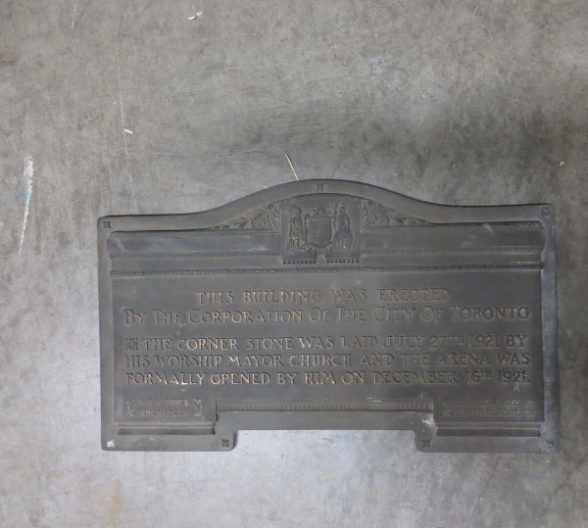 THIS BUILDING WAS ERECTED
BY THE CORPORATION OF THE CITY OF TORONTO
THE CORNER STONE WAS LAID JULY 27TH 1921 BY
HIS WORSHIP MAYOR CHURCH AND THE ARENA WAS
FORMALLY OPENED BY HIM ON DECEMBER 16TH 1921.